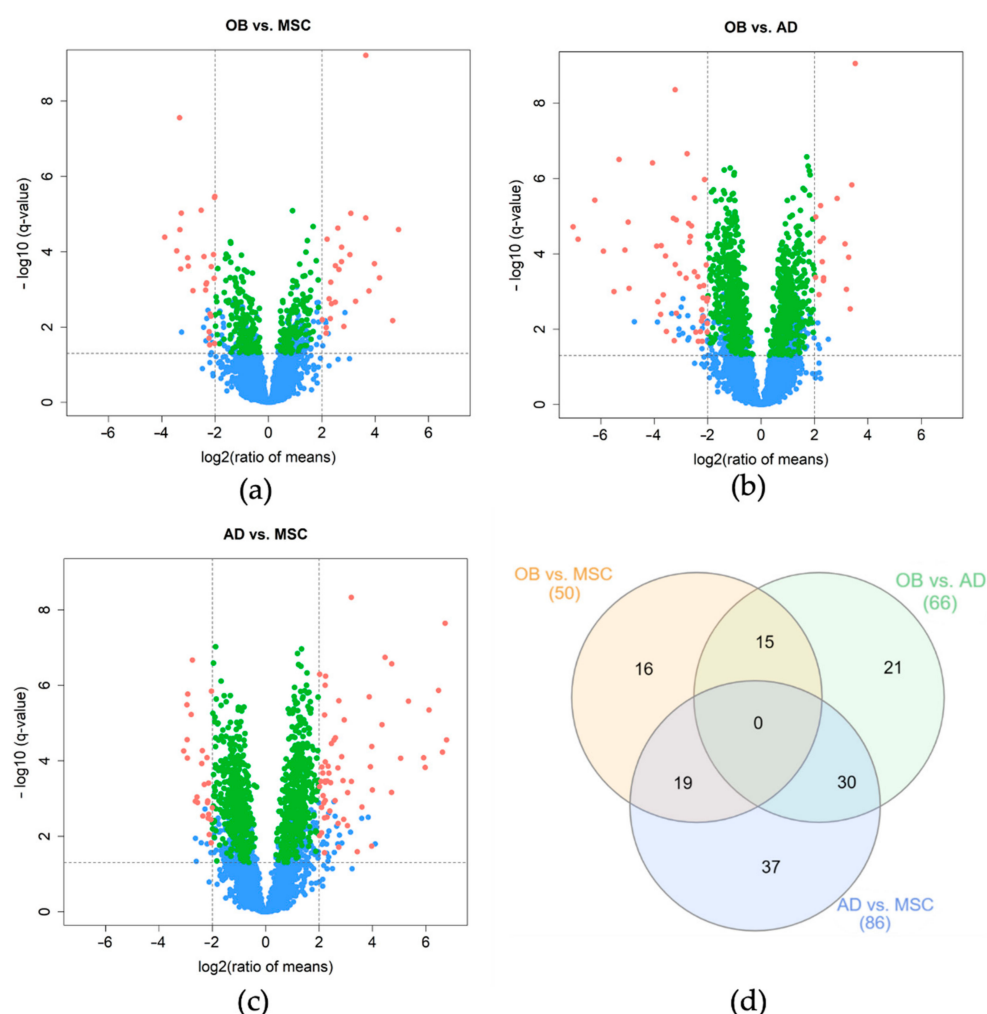 OB vs. MSC
− log10 (q-value)
8
6
4
2
0
−6 −4 −2 0 2 4 6
log2(ratio of means)
(a)
OB vs. AD
− log10 (q-value)
8
6
4
2
0
−6 −4 −2 0 2 4 6
log2(ratio of means)
(b)
AD vs. MSC
− log10 (q-value)
8
6
4
2
0
−6 −4 −2 0 2 4 6
log2(ratio of means)
(c)
OB vs. MSC
(50)
OB vs. AD
(66)
15
16
21
0
19
30
37
AD vs. MSC
(86)
(d)